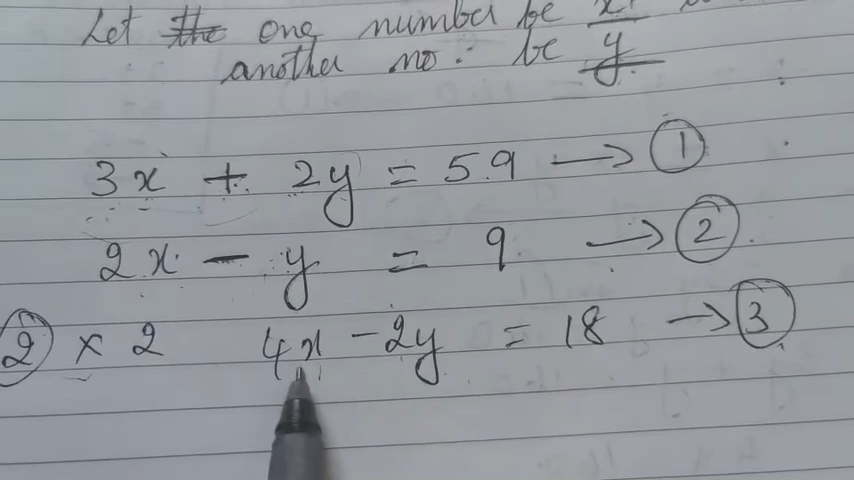 Let the one number be x
another no. be y
3x + 2y = 59 → ①
2x - y = 9 → ②
② × 2 4x - 2y = 18 → ③